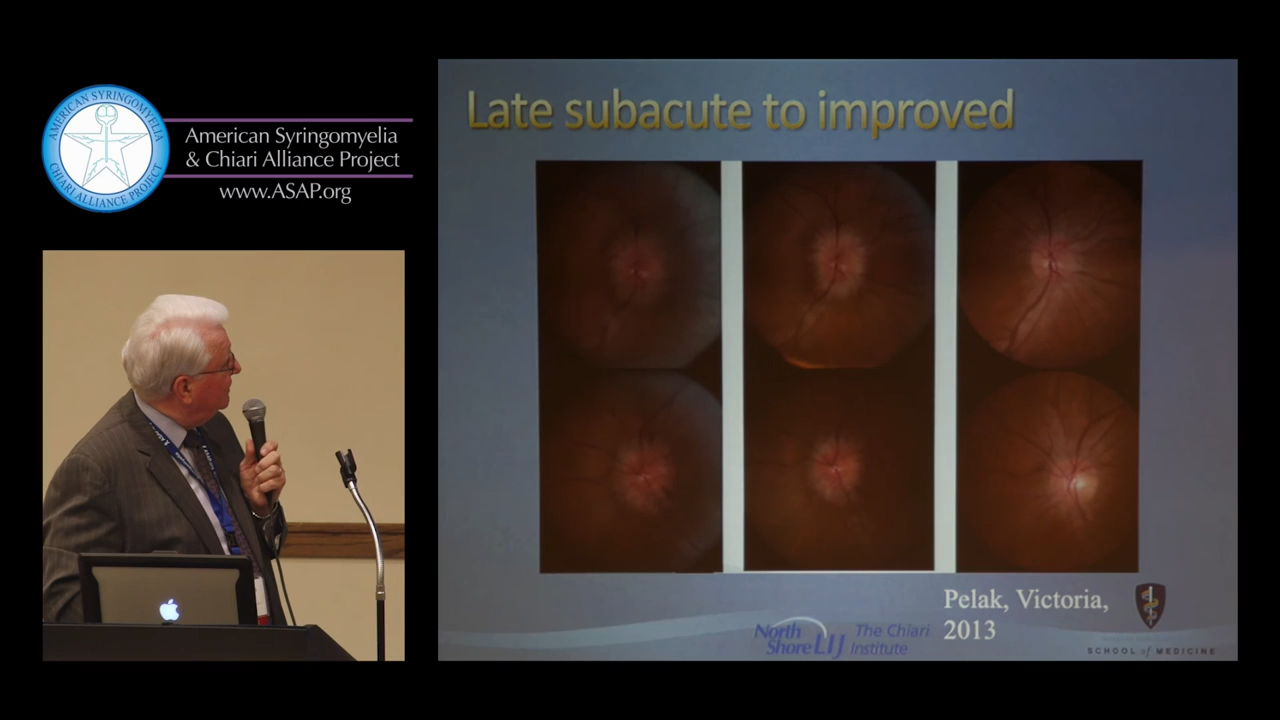 AMERICAN SYRINGOMYELIA
CHIARI ALLIANCE PROJECT
American Syringomyelia
& Chiari Alliance Project
www.ASAP.org
Late subacute to improved
Pelak, Victoria,
2013
North
Shore LIJ
The Chiari
Institute
SCHOOL of MEDICINE